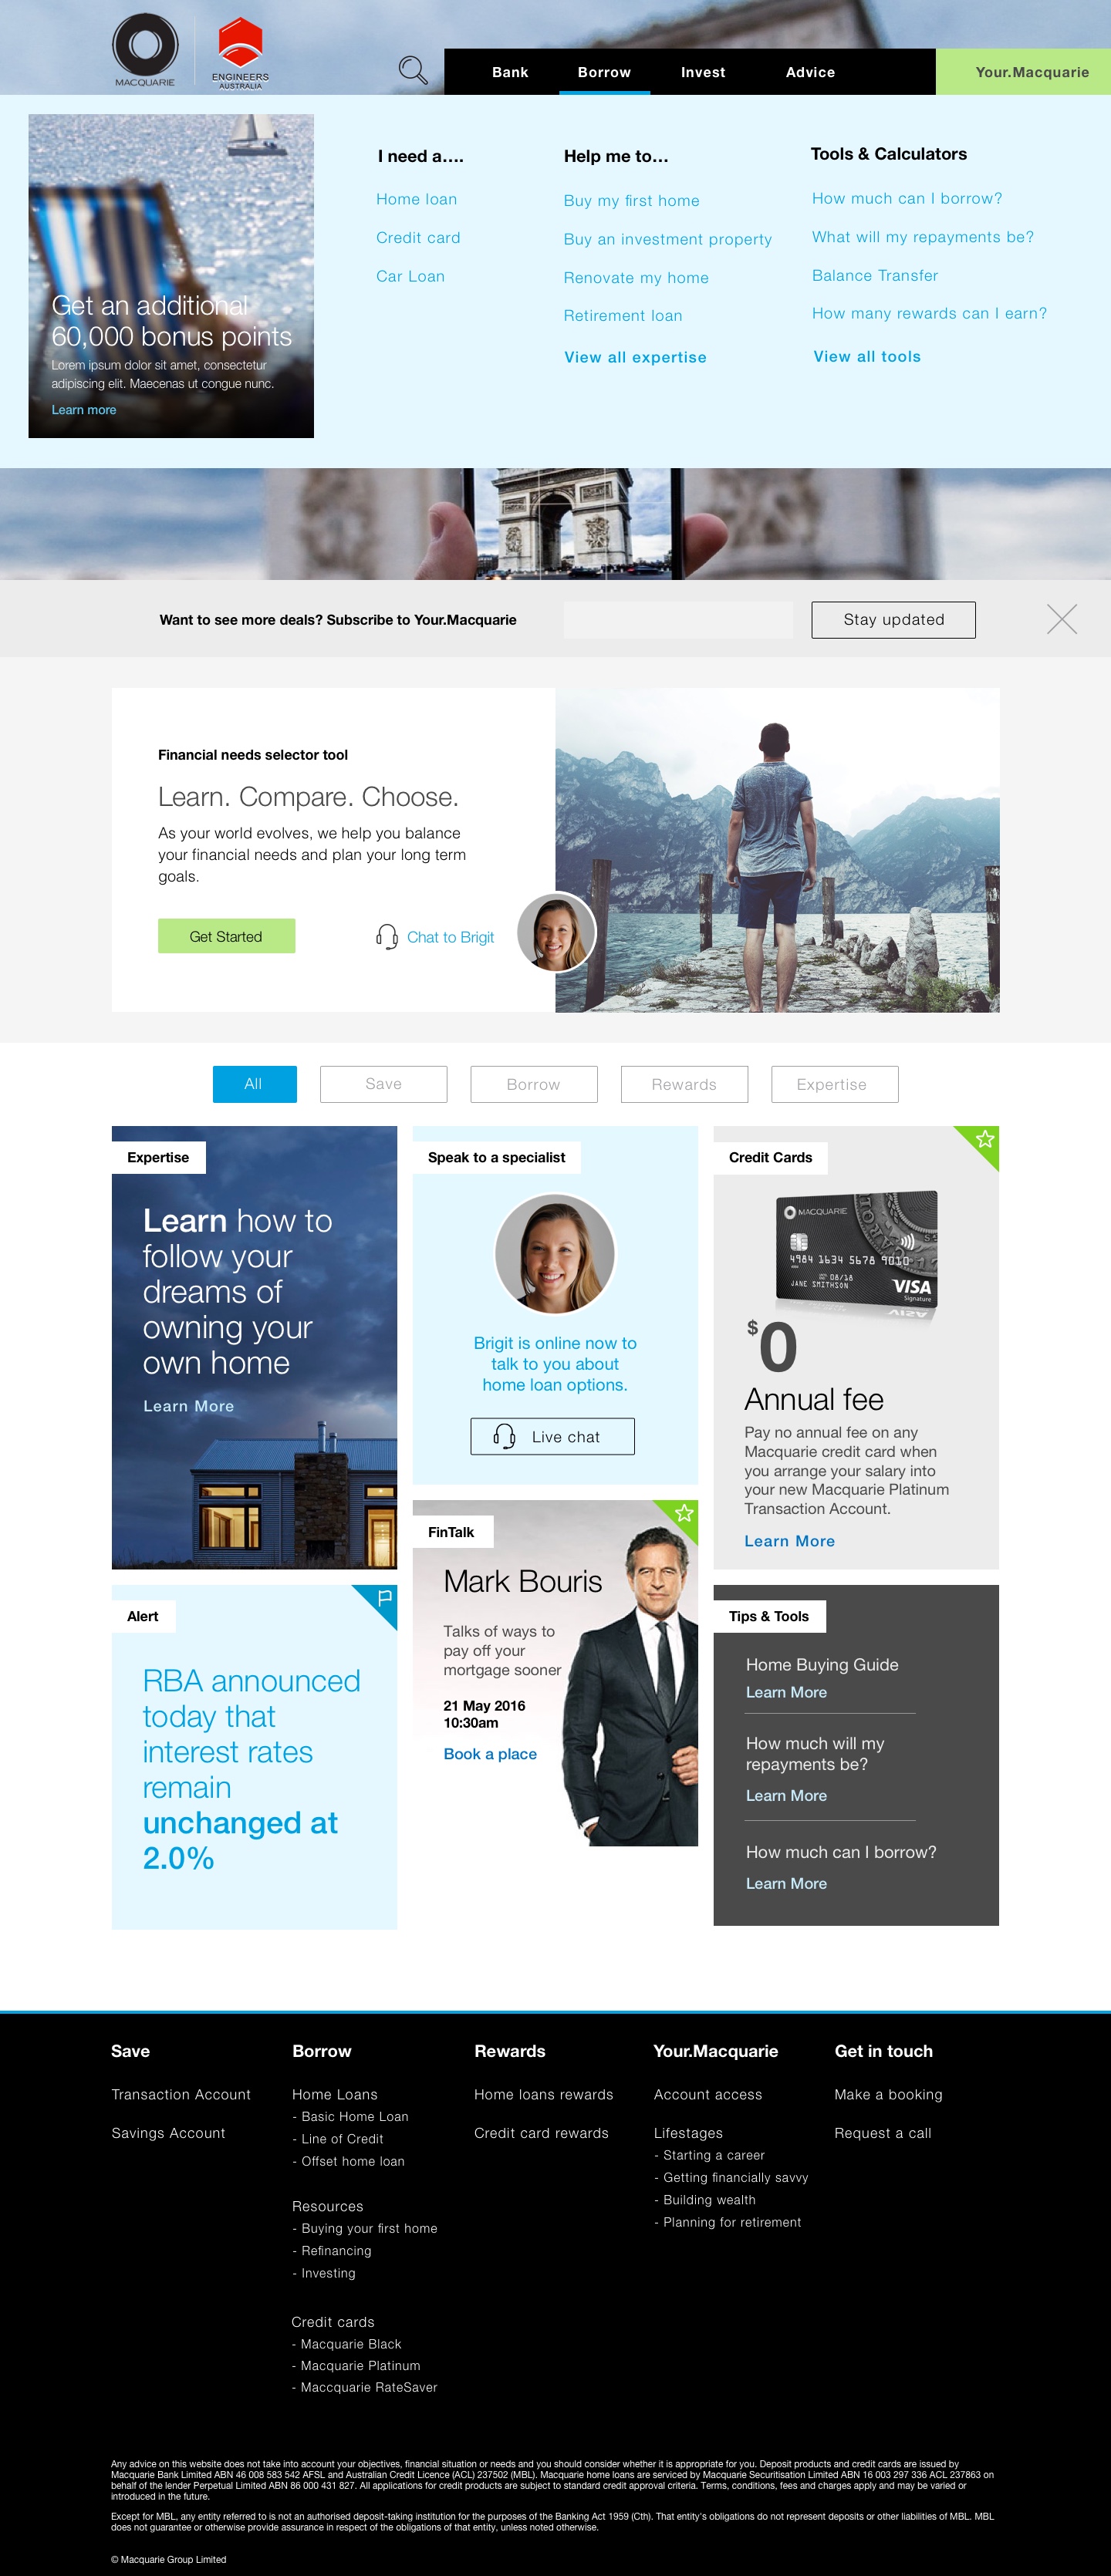 MACQUARIE
ENGINEERS
AUSTRALIA
Bank
Borrow
Invest
Advice
Your.Macquarie
Get an additional
60,000 bonus points
Lorem ipsum dolor sit amet, consectetur
adipiscing elit. Maecenas ut congue nunc.
Learn more
I need a....
Home loan
Credit card
Car Loan
Help me to...
Buy my first home
Buy an investment property
Renovate my home
Retirement loan
View all expertise
Tools & Calculators
How much can I borrow?
What will my repayments be?
Balance Transfer
How many rewards can I earn?
View all tools
Want to see more deals? Subscribe to Your.Macquarie
Stay updated
Financial needs selector tool
Learn. Compare. Choose.
As your world evolves, we help you balance
your financial needs and plan your long term
goals.
Get Started
Chat to Brigit
All
Save
Borrow
Rewards
Expertise
Expertise
Learn how to
follow your
dreams of
owning your
own home
Learn More
Speak to a specialist
Brigit is online now to
talk to you about
home loan options.
Live chat
Credit Cards
MACQUARIE
4984 1634 5678 9010
08/18
JANE SMITHSON
VISA
Signature
$0
Annual fee
Pay no annual fee on any
Macquarie credit card when
you arrange your salary into
your new Macquarie Platinum
Transaction Account.
Learn More
FinTalk
Mark Bouris
Talks of ways to
pay off your
mortgage sooner
21 May 2016
10:30am
Book a place
Alert
RBA announced
today that
interest rates
remain
unchanged at
2.0%
Tips & Tools
Home Buying Guide
Learn More
How much will my
repayments be?
Learn More
How much can I borrow?
Learn More
Save
Transaction Account
Savings Account
Borrow
Home Loans
- Basic Home Loan
- Line of Credit
- Offset home loan
Resources
- Buying your first home
- Refinancing
- Investing
Credit cards
- Macquarie Black
- Macquarie Platinum
- Maccquarie RateSaver
Rewards
Home loans rewards
Credit card rewards
Your.Macquarie
Account access
Lifestages
- Starting a career
- Getting financially savvy
- Building wealth
- Planning for retirement
Get in touch
Make a booking
Request a call
Any advice on this website does not take into account your objectives, financial situation or needs and you should consider whether it is appropriate for you. Deposit products and credit cards are issued by
Macquarie Bank Limited ABN 46 008 583 542 AFSL and Australian Credit Licence (ACL) 237502 (MBL). Macquarie home loans are serviced by Macquarie Securitisation Limited ABN 16 003 297 336 ACL 237863 on
behalf of the lender Perpetual Limited ABN 86 000 431 827. All applications for credit products are subject to standard credit approval criteria. Terms, conditions, fees and charges apply and may be varied or
introduced in the future.
Except for MBL, any entity referred to is not an authorised deposit-taking institution for the purposes of the Banking Act 1959 (Cth). That entity's obligations do not represent deposits or other liabilities of MBL. MBL
does not guarantee or otherwise provide assurance in respect of the obligations of that entity, unless noted otherwise.
© Macquarie Group Limited